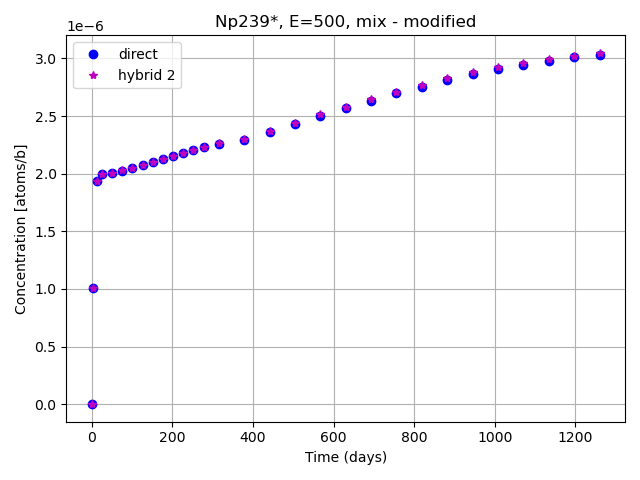 Np239*, E=500, mix - modified
1e−6
direct
hybrid 2
3.0
2.5
2.0
1.5
1.0
0.5
0.0
Concentration [atoms/b]
0 200 400 600 800 1000 1200
Time (days)